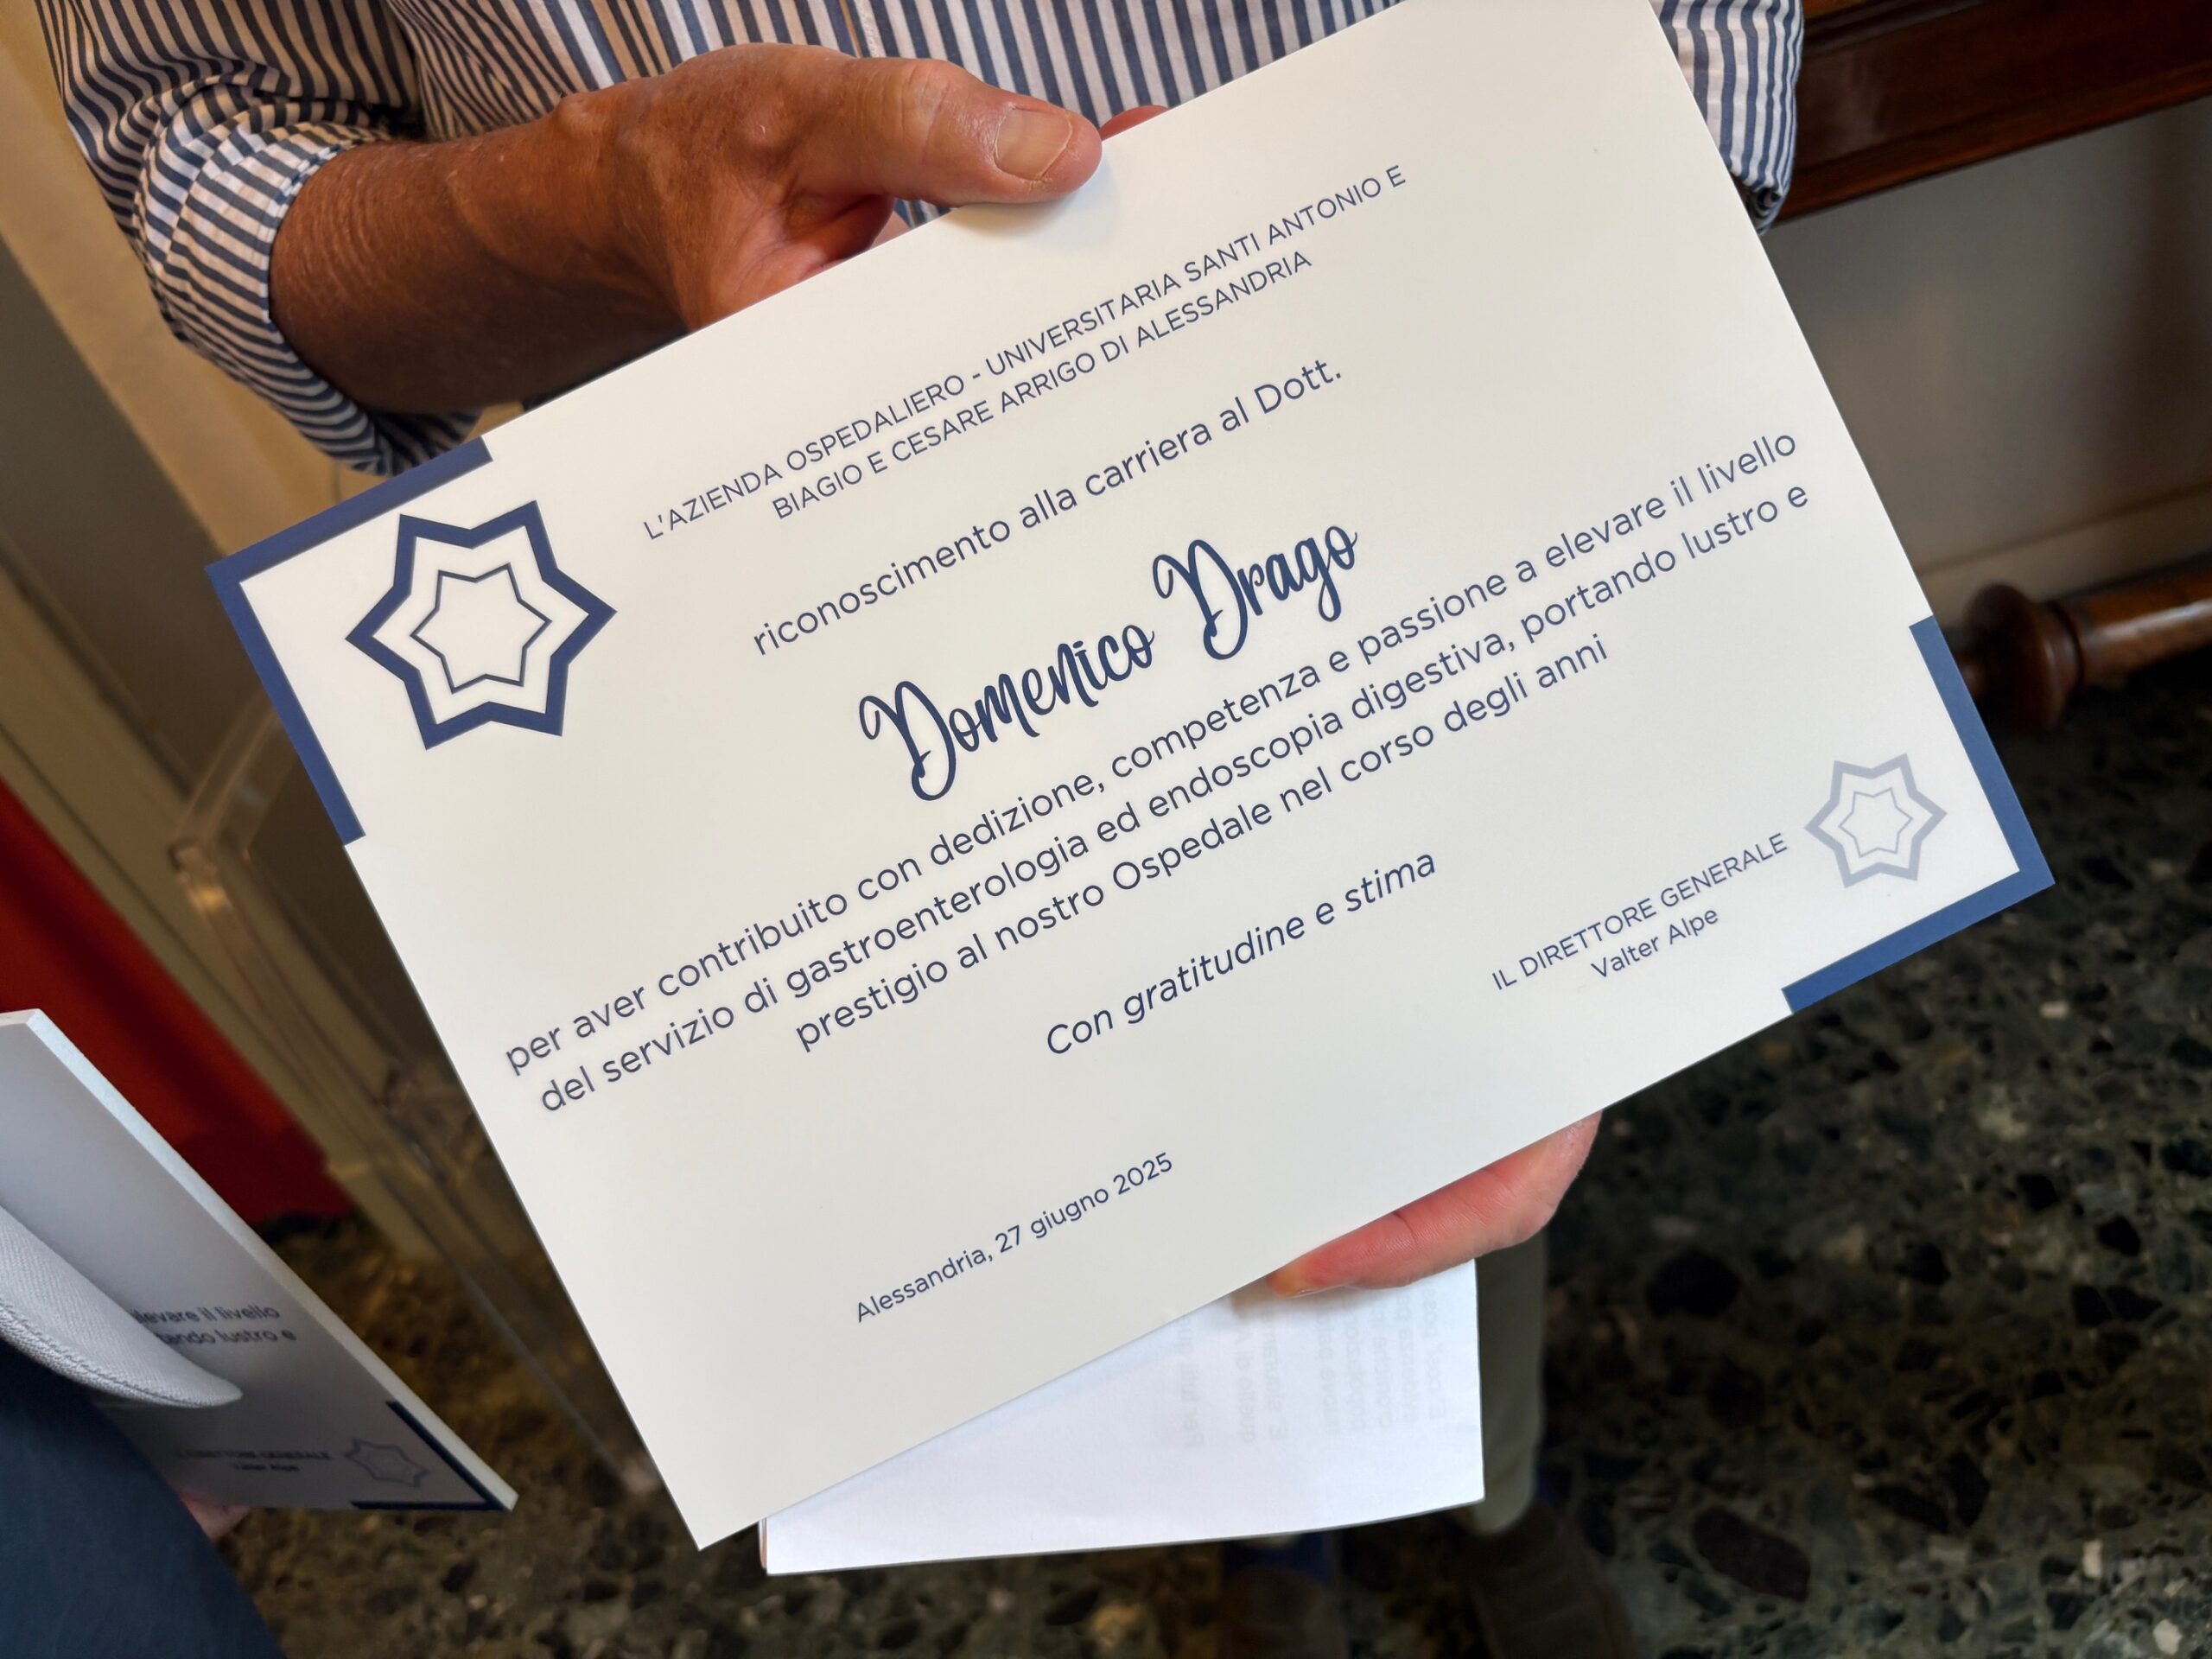 L'AZIENDA OSPEDALIERO - UNIVERSITARIA SANTI ANTONIO E
BIAGIO E CESARE ARRIGO DI ALESSANDRIA
riconoscimento alla carriera al Dott.
Domenico Drago
per aver contribuito con dedizione, competenza e passione a elevare il livello
del servizio di gastroenterologia ed endoscopia digestiva, portando lustro e
prestigio al nostro Ospedale nel corso degli anni
Con gratitudine e stima
IL DIRETTORE GENERALE
Valter Alpe
Alessandria, 27 giugno 2025
il livello
lustro e
GENERALE
Valter Alpe